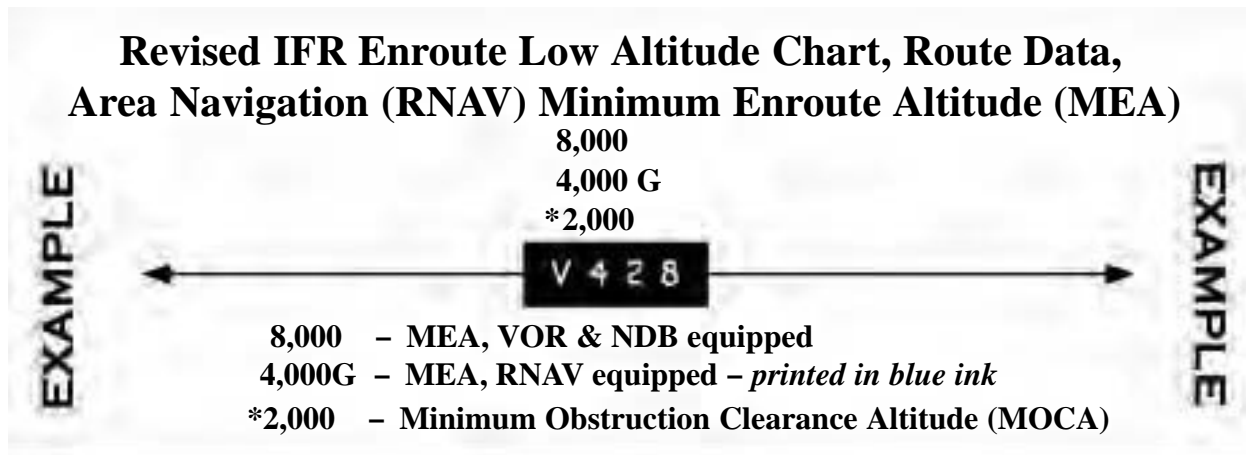 Revised IFR Enroute Low Altitude Chart, Route Data,
Area Navigation (RNAV) Minimum Enroute Altitude (MEA)
8,000
4,000 G
*2,000
EXAMPLE
V 4 2 8
EXAMPLE
8,000 – MEA, VOR & NDB equipped
4,000G – MEA, RNAV equipped – printed in blue ink
*2,000 – Minimum Obstruction Clearance Altitude (MOCA)